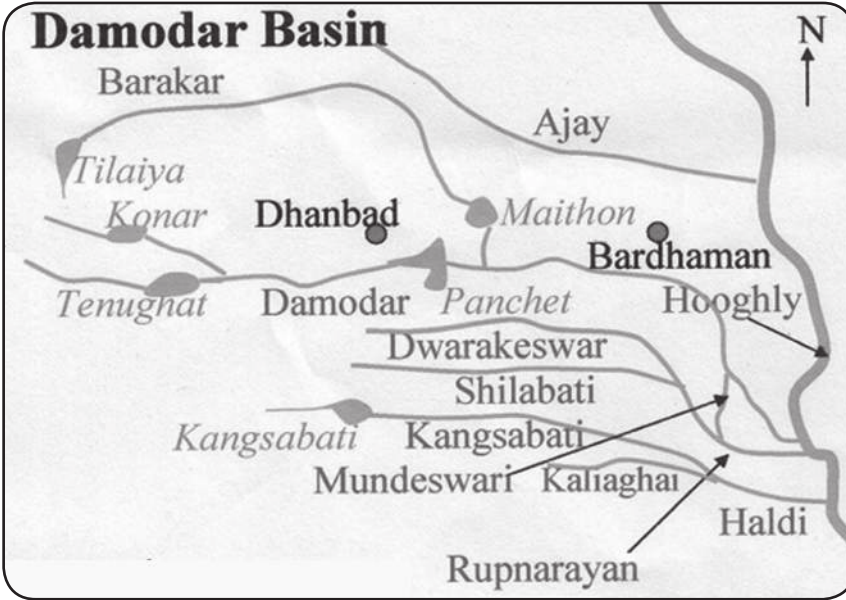 Damodar Basin
N
Barakar
Ajay
Tilaiya
Konar
Dhanbad
Maithon
Bardhaman
Tenughat
Damodar
Panchet
Hooghly
Dwarakeswar
Shilabati
Kangsabati
Kangsabati
Mundeswari
Kaliaghai
Haldi
Rupnarayan